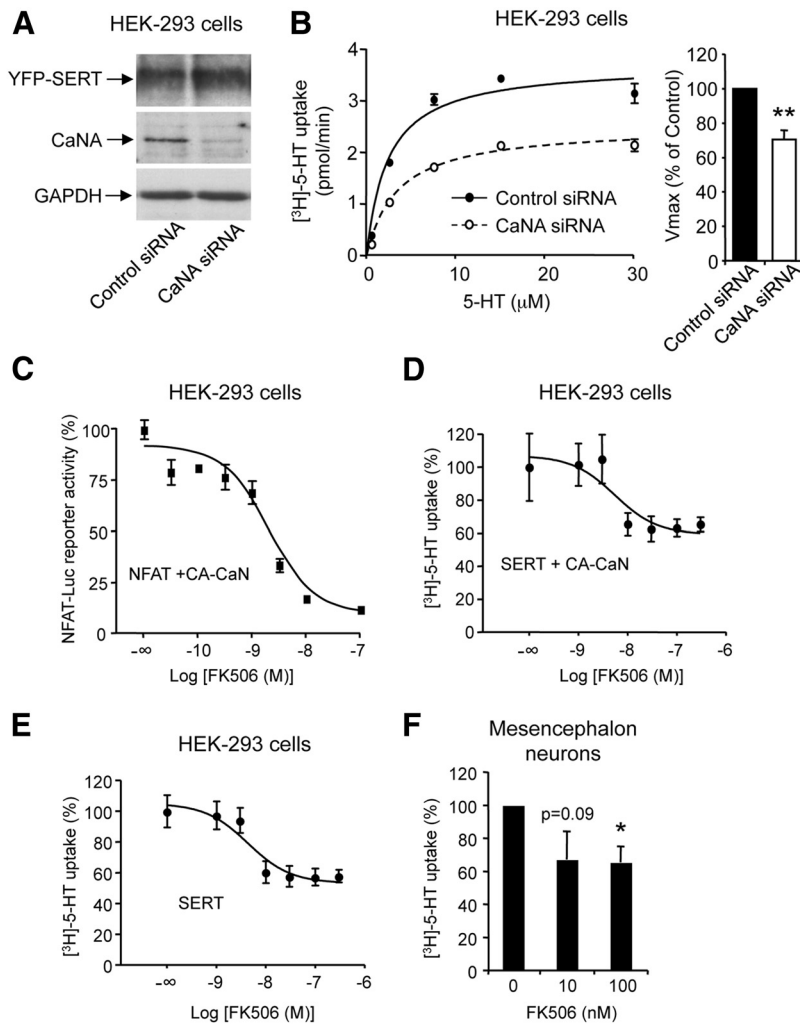 A
HEK-293 cells
YFP-SERT
CaNA
GAPDH
Control siRNA
CaNA siRNA
B
HEK-293 cells
[³H]-5-HT uptake
(pmol/min)
4
3
2
1
0
0
10
20
30
5-HT (μM)
Control siRNA
CaNA siRNA
Vmax (% of Control)
120
100
80
60
40
20
0
**
Control siRNA
CaNA siRNA
C
HEK-293 cells
NFAT-Luc reporter activity (%)
100
75
50
25
0
NFAT +CA-CaN
-∞
-10
-9
-8
-7
Log [FK506 (M)]
D
HEK-293 cells
[³H]-5-HT uptake (%)
120
100
80
60
40
20
0
SERT + CA-CaN
-∞
-9
-8
-7
-6
Log [FK506 (M)]
E
HEK-293 cells
[³H]-5-HT uptake (%)
120
100
80
60
40
20
0
SERT
-∞
-9
-8
-7
-6
Log [FK506 (M)]
F
Mesencephalon
neurons
[³H]-5-HT uptake (%)
120
100
80
60
40
20
0
p=0.09
*
0
10
100
FK506 (nM)